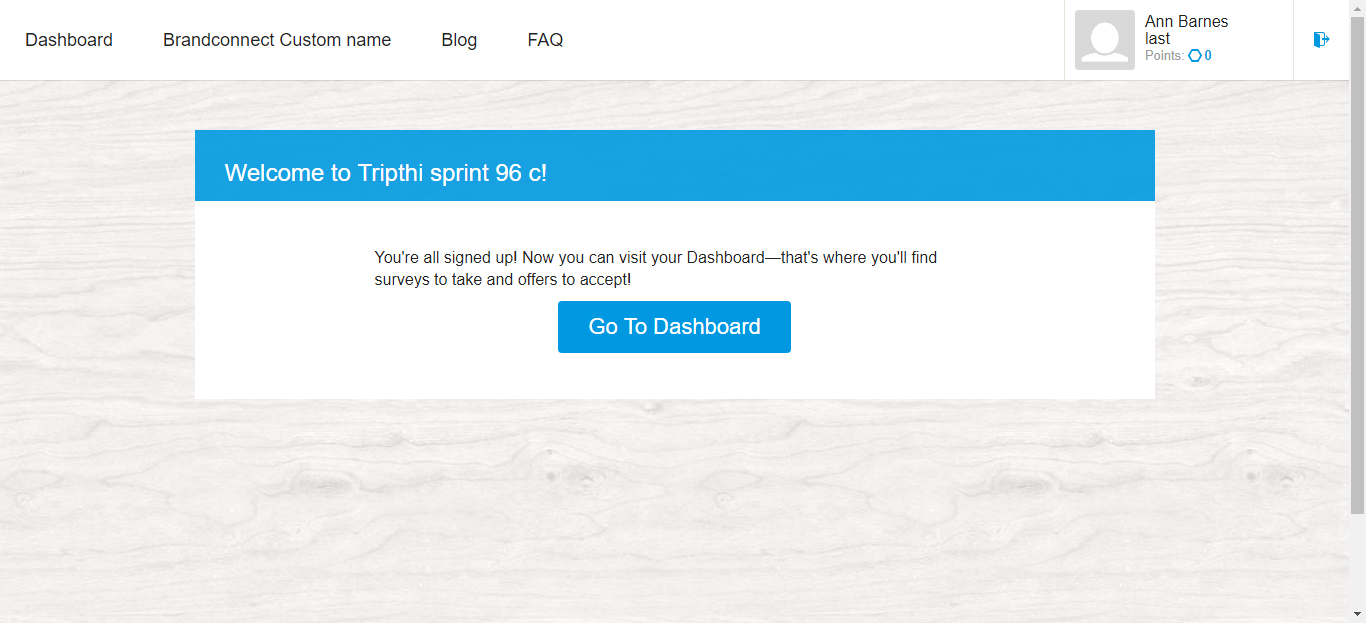 Dashboard Brandconnect Custom name Blog FAQ
Ann Barnes
last
Points: 0
Welcome to Tripthi sprint 96 c!
You're all signed up! Now you can visit your Dashboard—that's where you'll find
surveys to take and offers to accept!
Go To Dashboard